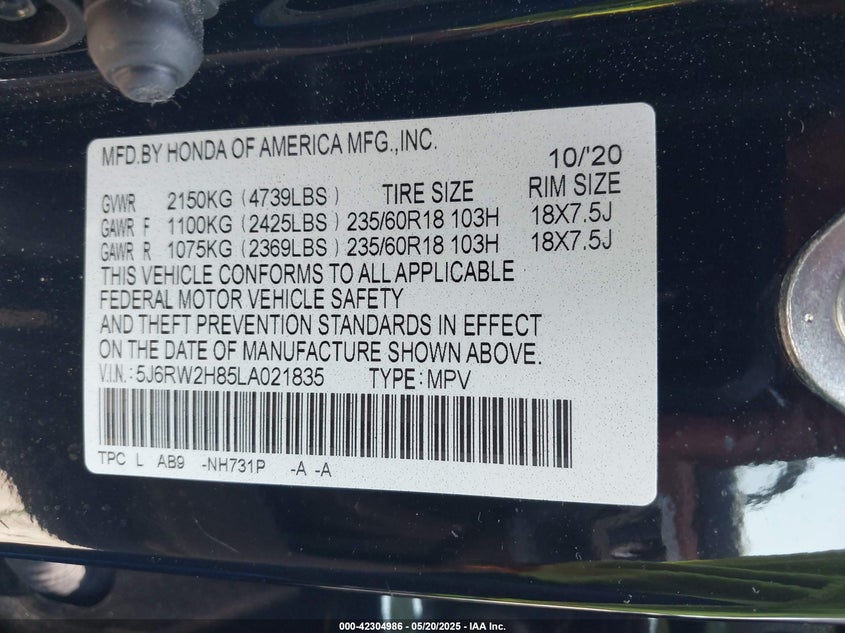 MFD.BY HONDA OF AMERICA MFG.,INC.
10/'20
GVWR 2150KG (4739LBS) TIRE SIZE RIM SIZE
GAWR F 1100KG (2425LBS) 235/60R18 103H 18X7.5J
GAWR R 1075KG (2369LBS) 235/60R18 103H 18X7.5J
THIS VEHICLE CONFORMS TO ALL APPLICABLE
FEDERAL MOTOR VEHICLE SAFETY
AND THEFT PREVENTION STANDARDS IN EFFECT
ON THE DATE OF MANUFACTURE SHOWN ABOVE.
V.I.N.: 5J6RW2H85LA021835 TYPE: MPV
TPC L AB9 -NH731P -A -A
000-42304986 - 05/20/2025 - IAA Inc.